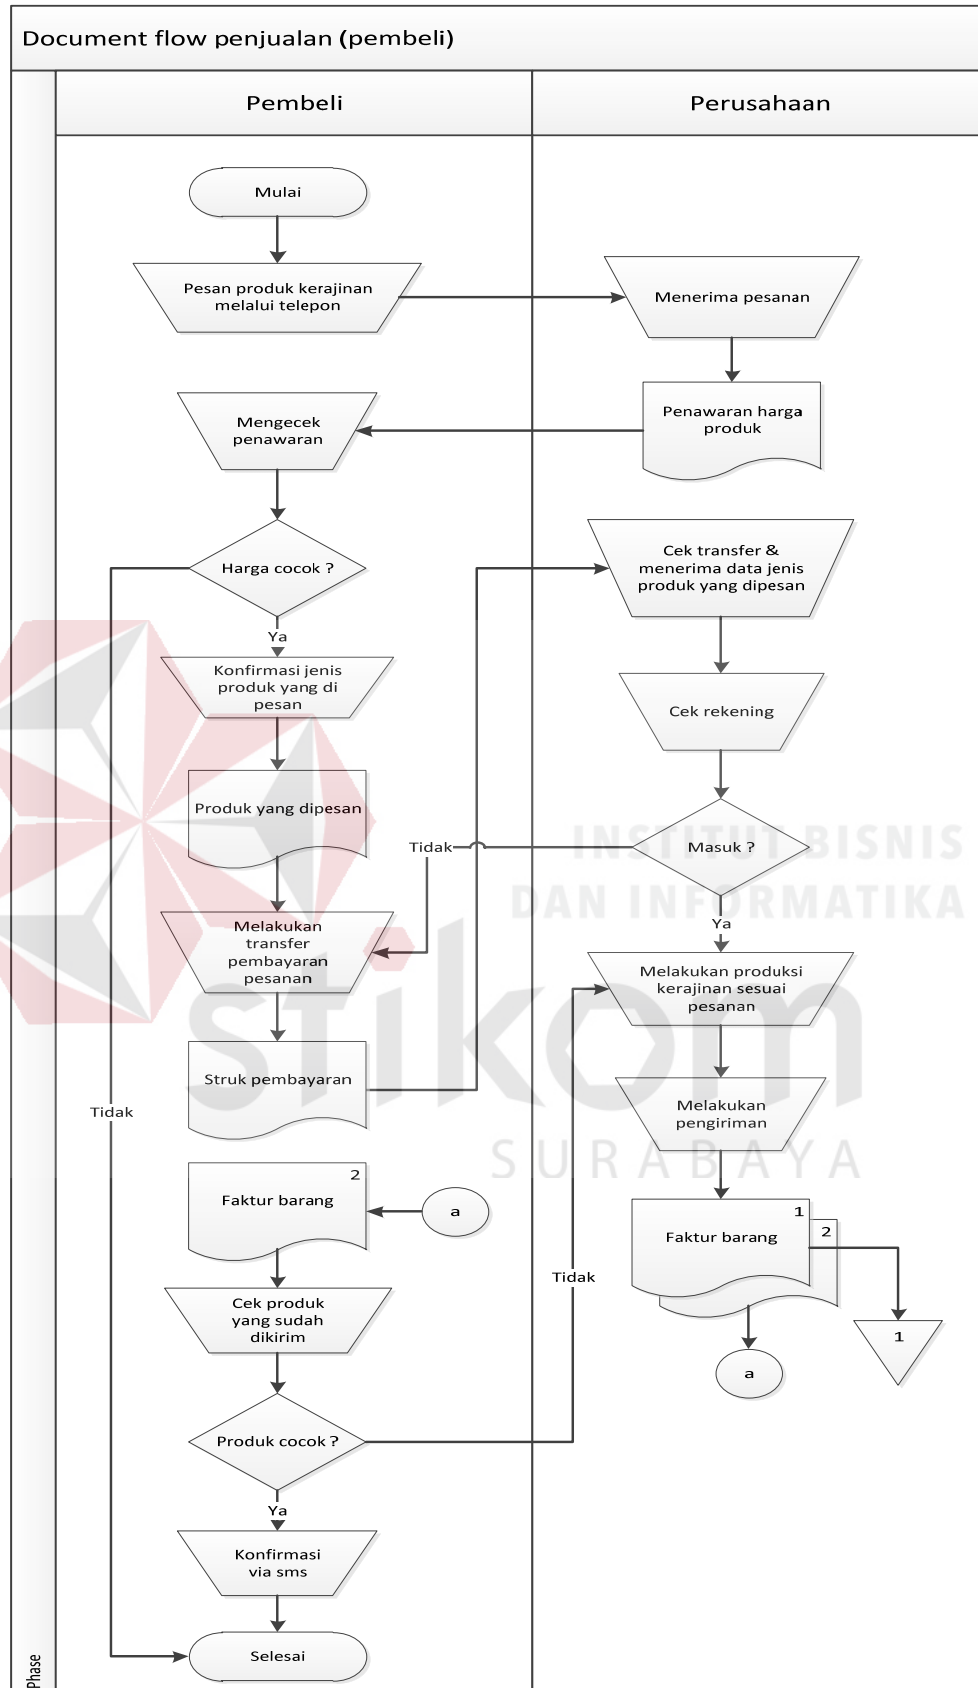 Document flow penjualan (pembeli)
Pembeli
Perusahaan
Mulai
Pesan produk kerajinan
melalui telepon
Menerima pesanan
Penawaran harga
produk
Mengecek
penawaran
Harga cocok ?
Cek transfer &
menerima data jenis
produk yang dipesan
Ya
Konfirmasi jenis
produk yang di
pesan
Cek rekening
Produk yang dipesan
Tidak
Masuk ?
INSTITUT BISNIS
DAN INFORMATIKA
Ya
Melakukan
transfer
pembayaran
pesanan
Melakukan produksi
kerajinan sesuai
pesanan
stikom
Struk pembayaran
Tidak
Melakukan
pengiriman
SURABAYA
2
Faktur barang
a
1
2
Faktur barang
Tidak
Cek produk
yang sudah
dikirim
1
a
Produk cocok ?
Ya
Konfirmasi
via sms
Selesai
Phase